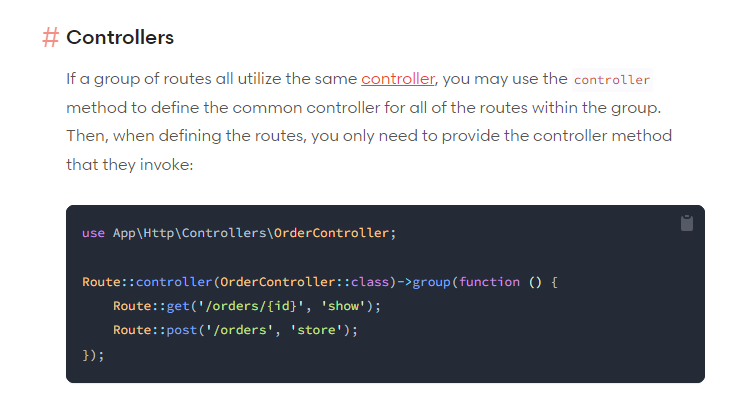 # Controllers
If a group of routes all utilize the same controller, you may use the controller
method to define the common controller for all of the routes within the group.
Then, when defining the routes, you only need to provide the controller method
that they invoke:
use App\Http\Controllers\OrderController;
Route::controller(OrderController::class)->group(function () {
    Route::get('/orders/{id}', 'show');
    Route::post('/orders', 'store');
});